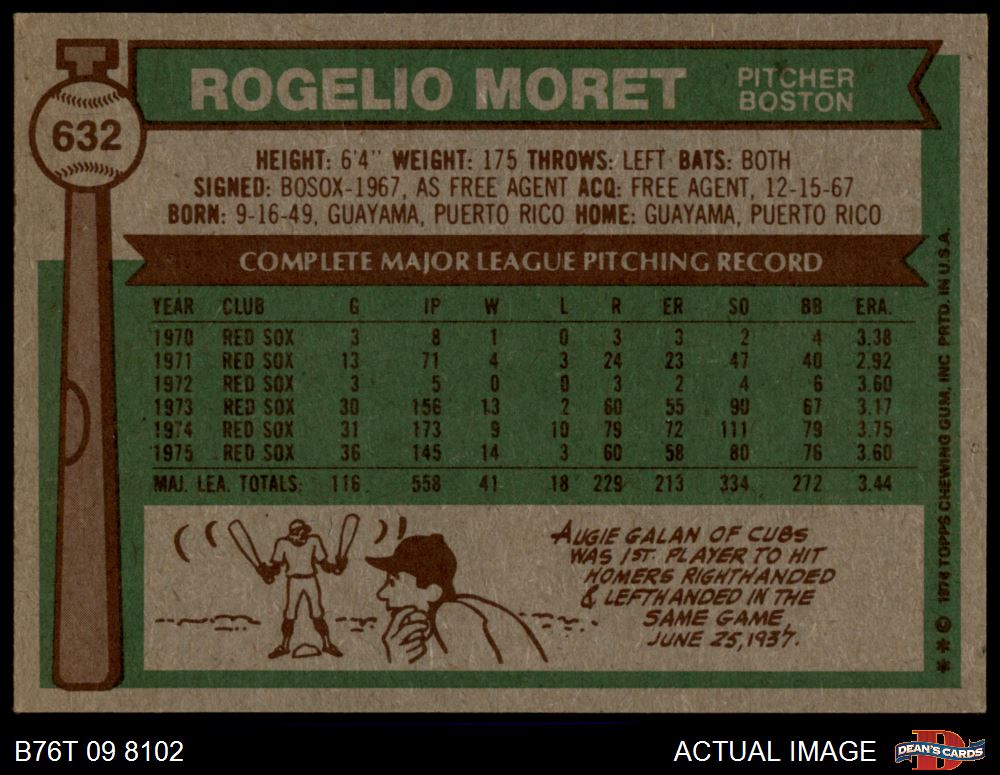 632
ROGELIO MORET
PITCHER
BOSTON
HEIGHT: 6'4" WEIGHT: 175 THROWS: LEFT BATS: BOTH
SIGNED: BOSOX-1967, AS FREE AGENT ACQ: FREE AGENT, 12-15-67
BORN: 9-16-49, GUAYAMA, PUERTO RICO HOME: GUAYAMA, PUERTO RICO
COMPLETE MAJOR LEAGUE PITCHING RECORD
YEAR CLUB G IP W L R ER SO BB ERA.
1970 RED SOX 3 8 1 0 3 3 2 4 3.38
1971 RED SOX 13 71 4 3 24 23 47 40 2.92
1972 RED SOX 3 5 0 0 3 2 4 6 3.60
1973 RED SOX 30 156 13 2 60 55 90 67 3.17
1974 RED SOX 31 173 9 10 79 72 111 79 3.75
1975 RED SOX 36 145 14 3 60 58 80 76 3.60
MAJ. LEA. TOTALS: 116 558 41 18 229 213 334 272 3.44
AUGIE GALAN OF CUBS
WAS 1ST. PLAYER TO HIT
HOMERS RIGHTHANDED
& LEFTHANDED IN THE
SAME GAME,
JUNE 25, 1937.
** © 1976 TOPPS CHEWING GUM, INC PRTD. IN U.S.A.
B76T 09 8102
ACTUAL IMAGE
D
DEAN'S CARDS